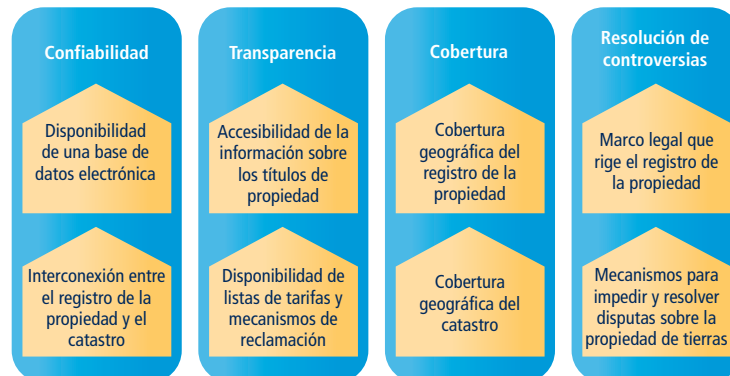 Confiabilidad
Disponibilidad
de una base de
datos electrónica
Interconexión entre
el registro de la
propiedad y el
catastro
Transparencia
Accesibilidad de la
información sobre
los títulos de
propiedad
Disponibilidad de
listas de tarifas y
mecanismos de
reclamación
Cobertura
Cobertura
geográfica del
registro de la
propiedad
Cobertura
geográfica del
catastro
Resolución de
controversias
Marco legal que
rige el registro de
la propiedad
Mecanismos para
impedir y resolver
disputas sobre la
propiedad de tierras